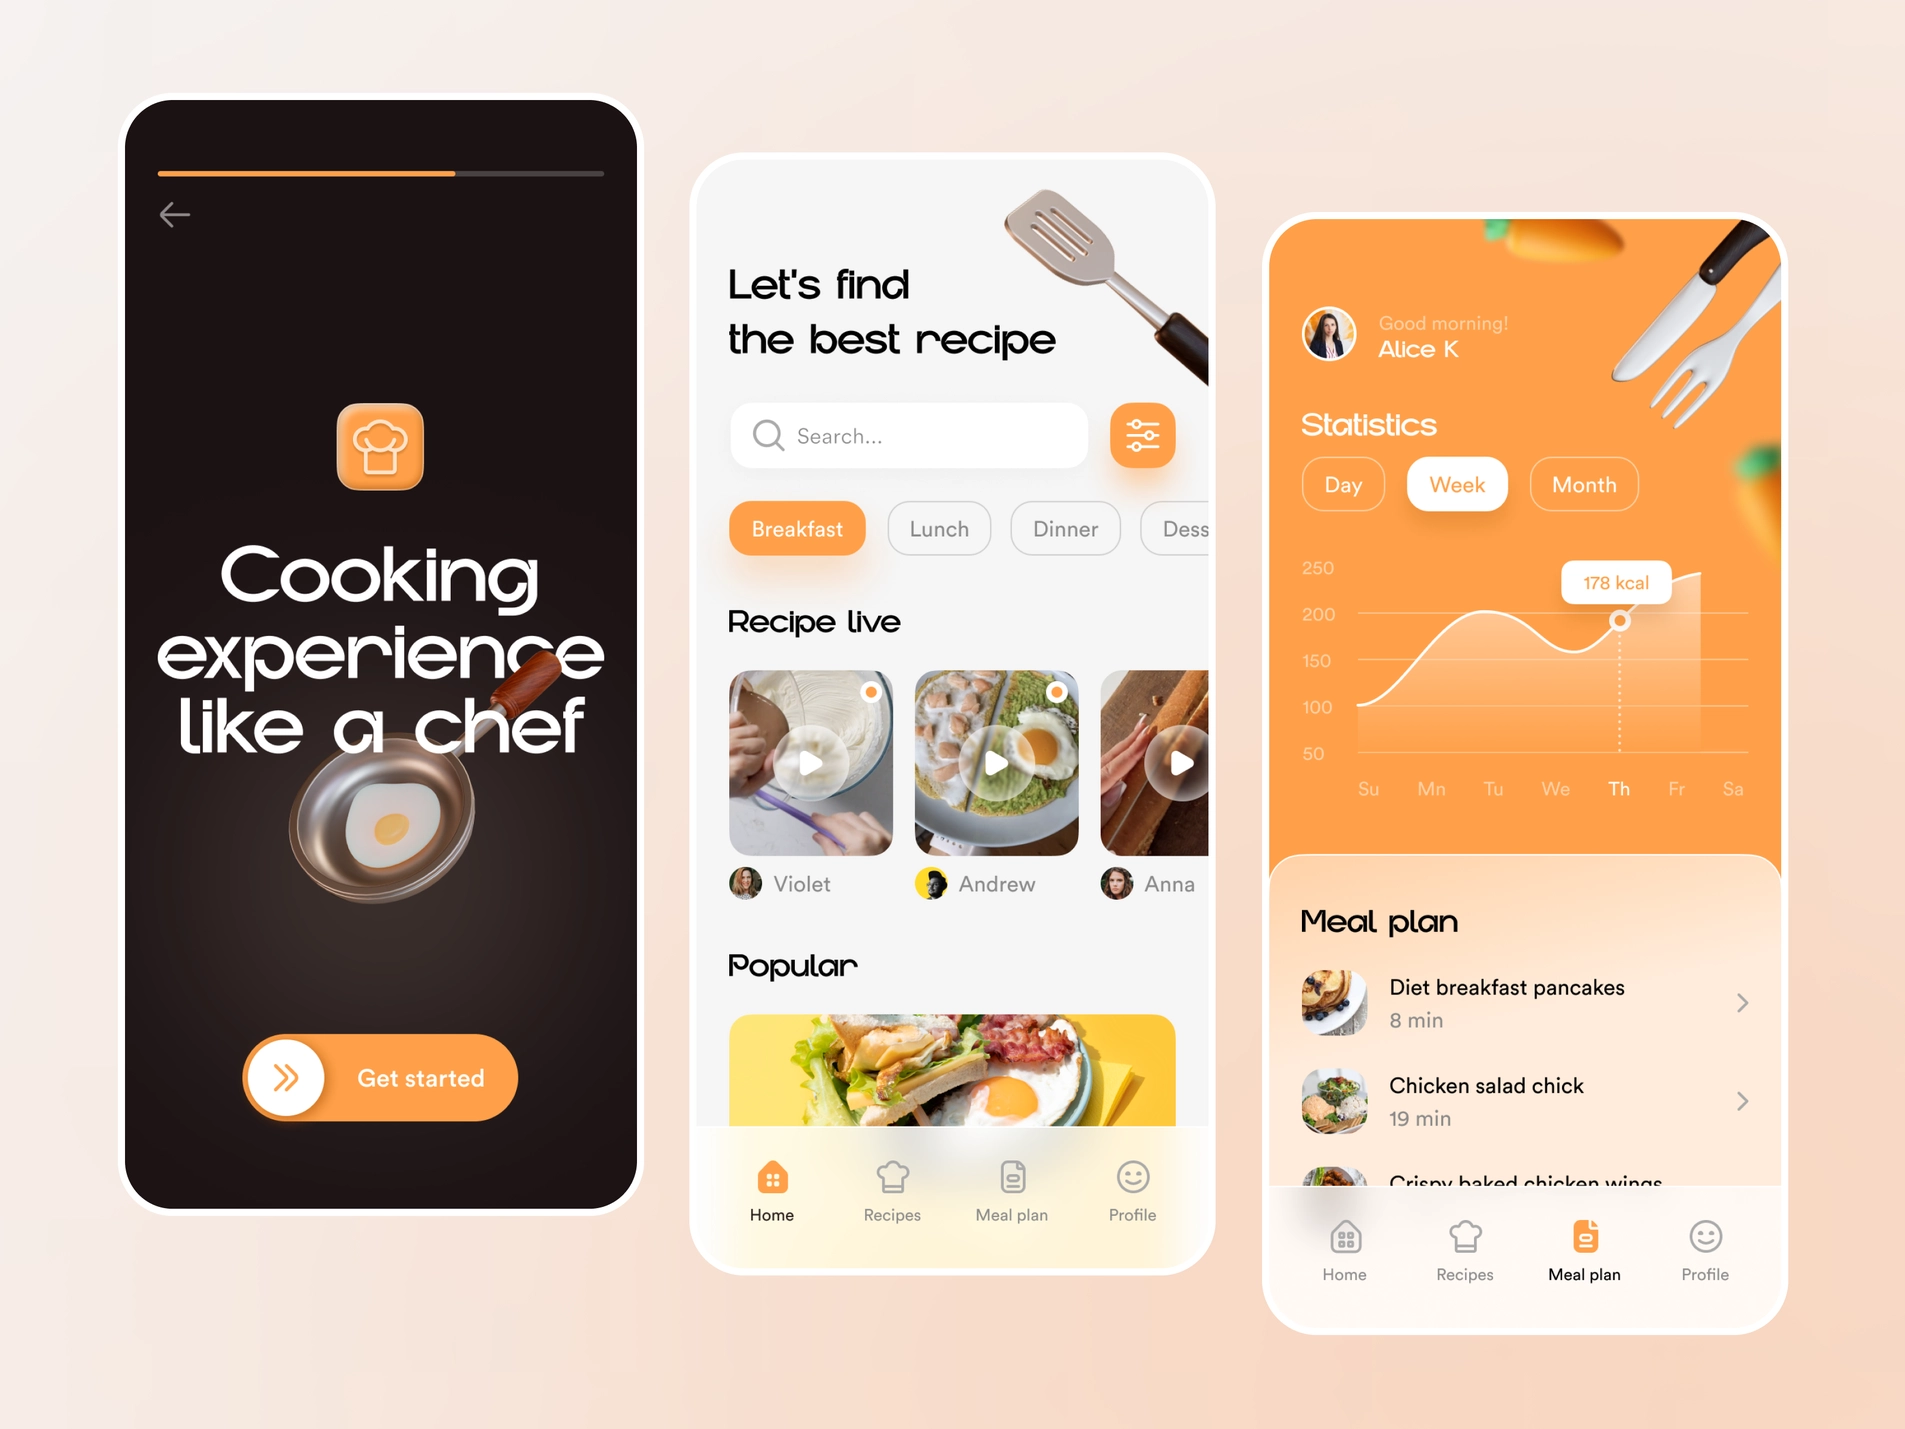 Cooking
experience
like a chef
Get started
Let's find
the best recipe
Search...
Breakfast
Lunch
Dinner
Dess
Recipe live
Violet
Andrew
Anna
Popular
Home
Recipes
Meal plan
Profile
Good morning!
Alice K
Statistics
Day
Week
Month
250
178 kcal
200
150
100
50
Su
Mn
Tu
We
Th
Fr
Sa
Meal plan
Diet breakfast pancakes
8 min
Chicken salad chick
19 min
Crispy baked chicken wings
Home
Recipes
Meal plan
Profile